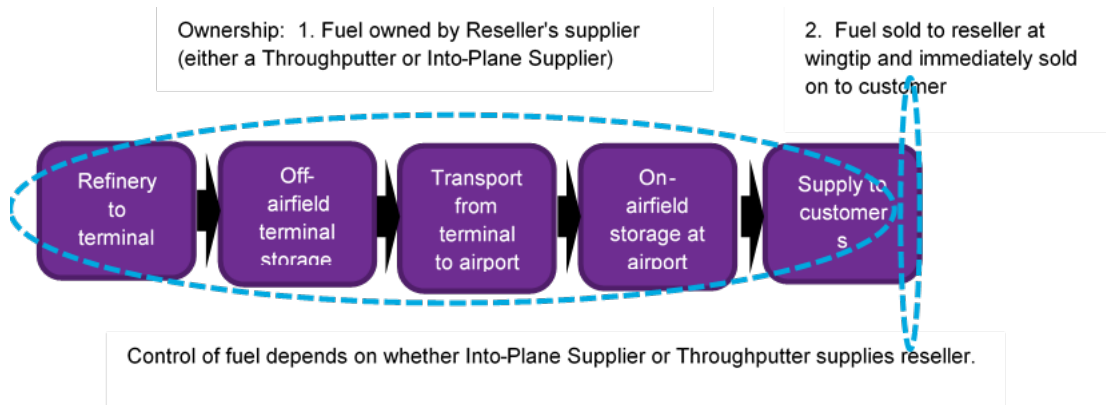 Ownership: 1. Fuel owned by Reseller's supplier
(either a Throughputter or Into-Plane Supplier)
2. Fuel sold to reseller at
wingtip and immediately sold
on to customer
Refinery
to
terminal
Off-
airfield
terminal
storage
Transport
from
terminal
to airport
On-
airfield
storage at
airport
Supply to
customer
s
Control of fuel depends on whether Into-Plane Supplier or Throughputter supplies reseller.